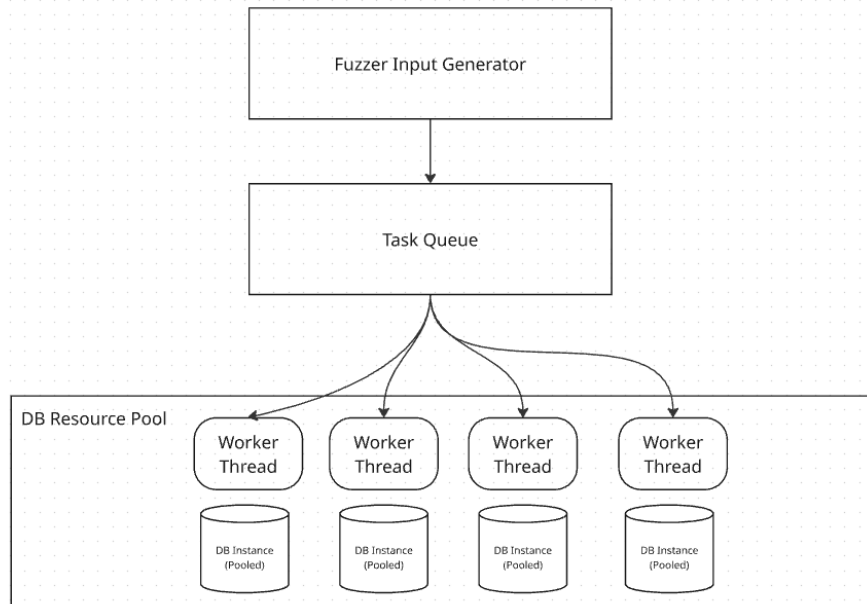 Fuzzer Input Generator
Task Queue
DB Resource Pool
Worker
Thread
Worker
Thread
Worker
Thread
Worker
Thread
DB Instance
(Pooled)
DB Instance
(Pooled)
DB Instance
(Pooled)
DB Instance
(Pooled)